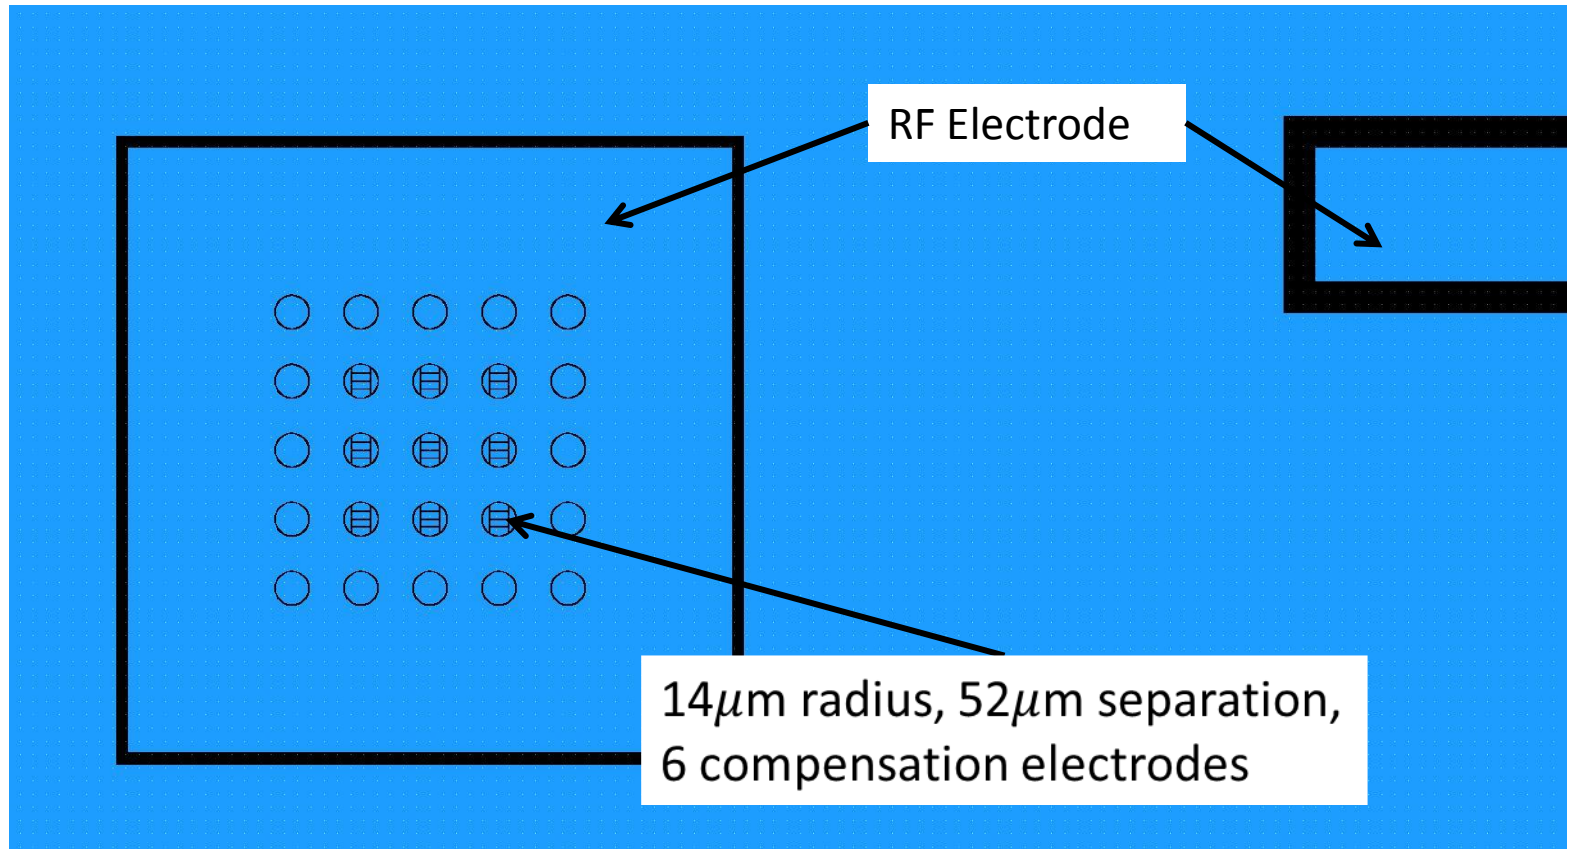 RF Electrode
14𝜇m radius, 52𝜇m separation,
6 compensation electrodes